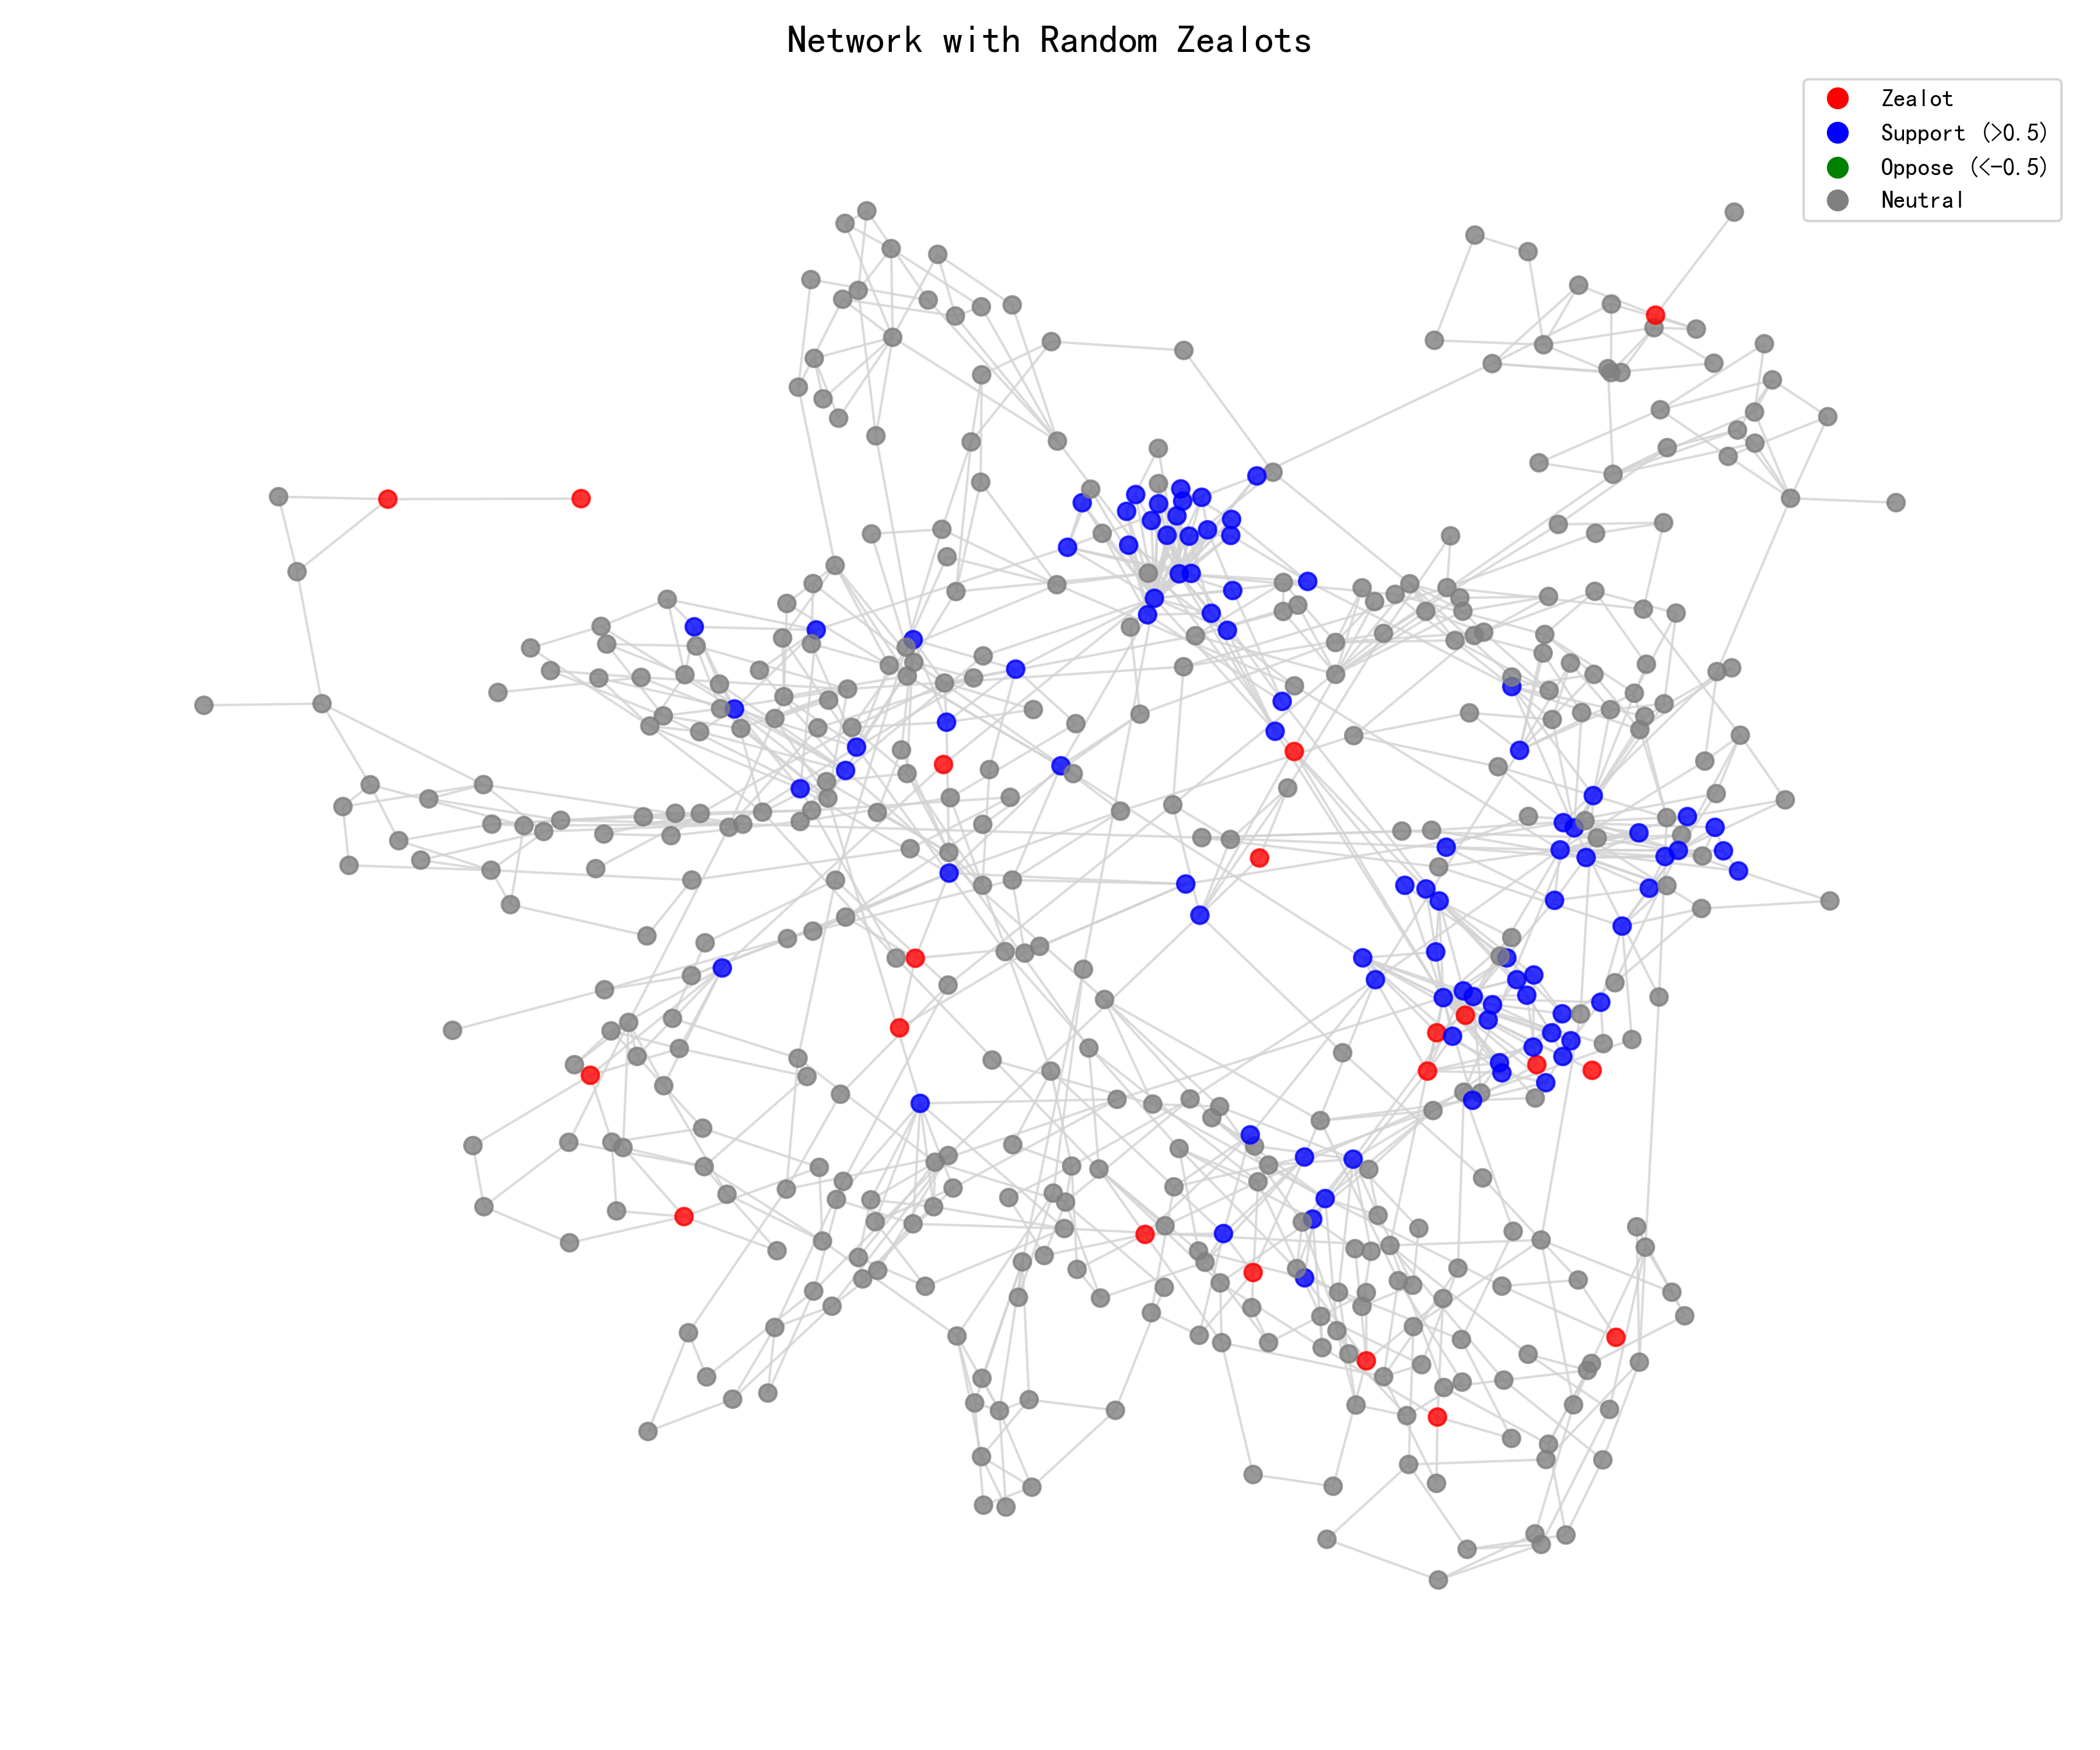 Network with Random Zealots
Zealot
Support (>0.5)
Oppose (<-0.5)
Neutral